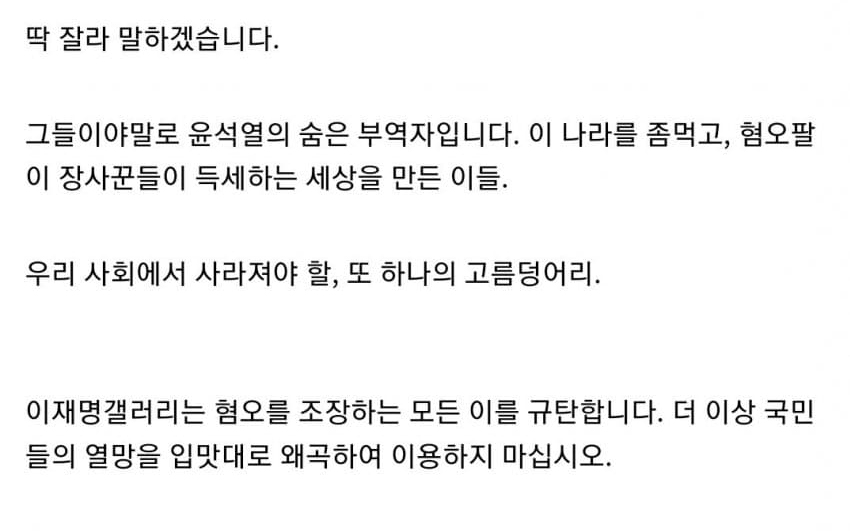 딱 잘라 말하겠습니다.
그들이야말로 윤석열의 숨은 부역자입니다. 이 나라를 좀먹고, 혐오팔
이 장사꾼들이 득세하는 세상을 만든 이들.
우리 사회에서 사라져야 할, 또 하나의 고름덩어리.
이재명갤러리는 혐오를 조장하는 모든 이를 규탄합니다. 더 이상 국민
들의 열망을 입맛대로 왜곡하여 이용하지 마십시오.